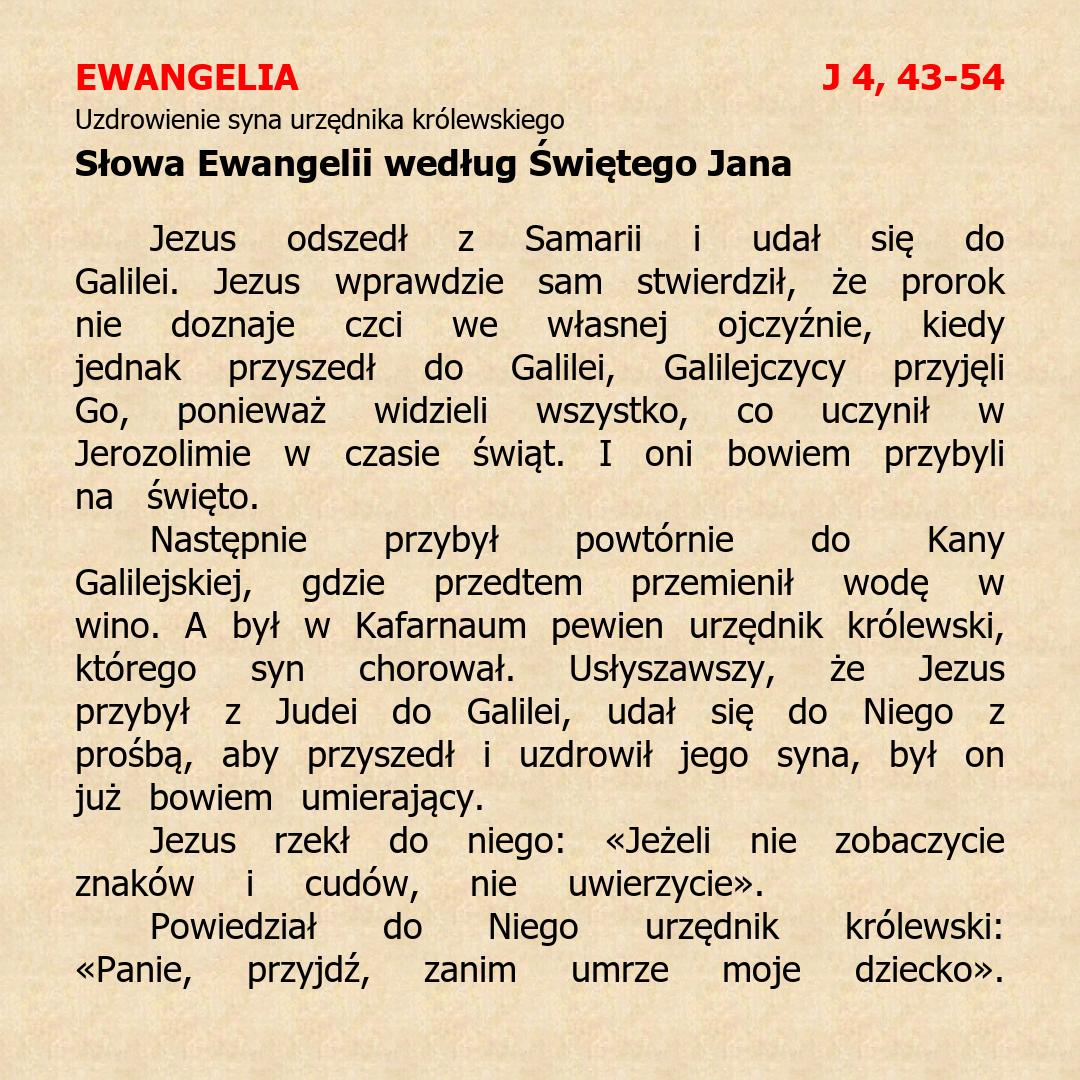 EWANGELIA J 4, 43-54
Uzdrowienie syna urzędnika królewskiego
Słowa Ewangelii według Świętego Jana
Jezus odszedł z Samarii i udał się do
Galilei. Jezus wprawdzie sam stwierdził, że prorok
nie doznaje czci we własnej ojczyźnie, kiedy
jednak przyszedł do Galilei, Galilejczycy przyjęli
Go, ponieważ widzieli wszystko, co uczynił w
Jerozolimie w czasie świąt. I oni bowiem przybyli
na święto.
Następnie przybył powtórnie do Kany
Galilejskiej, gdzie przedtem przemienił wodę w
wino. A był w Kafarnaum pewien urzędnik królewski,
którego syn chorował. Usłyszawszy, że Jezus
przybył z Judei do Galilei, udał się do Niego z
prośbą, aby przyszedł i uzdrowił jego syna, był on
już bowiem umierający.
Jezus rzekł do niego: «Jeżeli nie zobaczycie
znaków i cudów, nie uwierzycie».
Powiedział do Niego urzędnik królewski:
«Panie, przyjdź, zanim umrze moje dziecko».